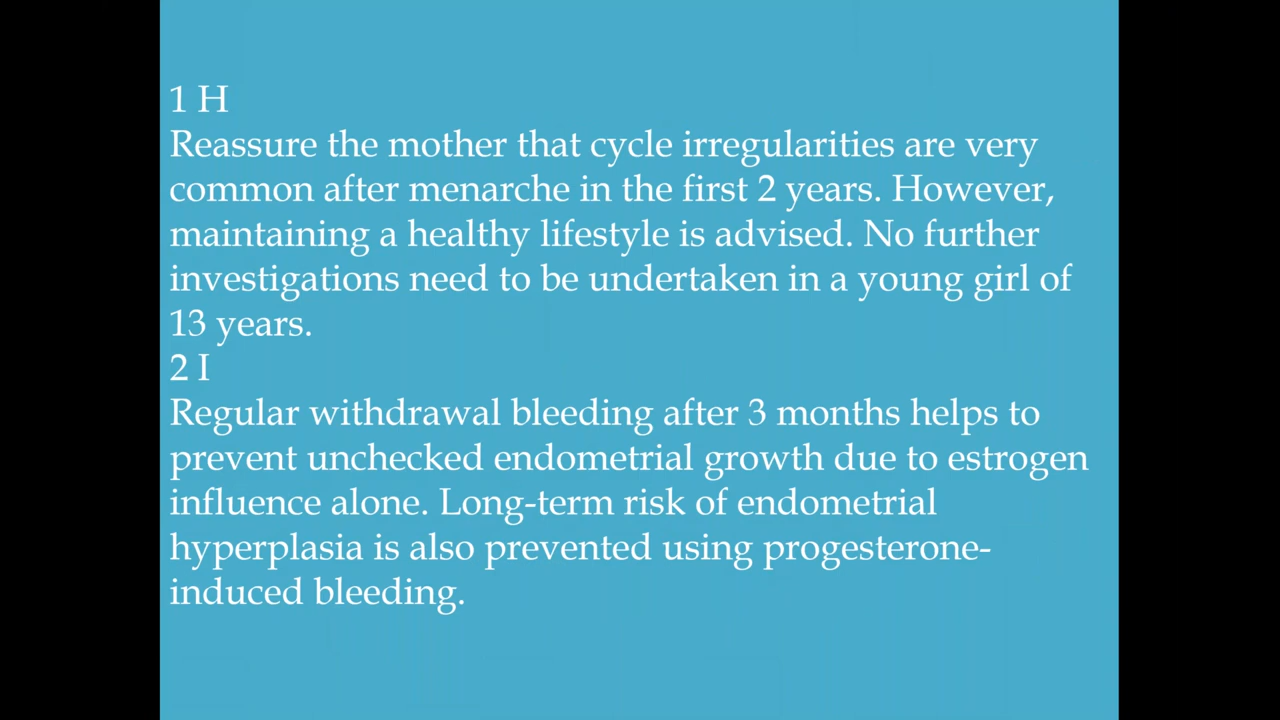 1 H
Reassure the mother that cycle irregularities are very
common after menarche in the first 2 years. However,
maintaining a healthy lifestyle is advised. No further
investigations need to be undertaken in a young girl of
13 years.
2 I
Regular withdrawal bleeding after 3 months helps to
prevent unchecked endometrial growth due to estrogen
influence alone. Long-term risk of endometrial
hyperplasia is also prevented using progesterone-
induced bleeding.